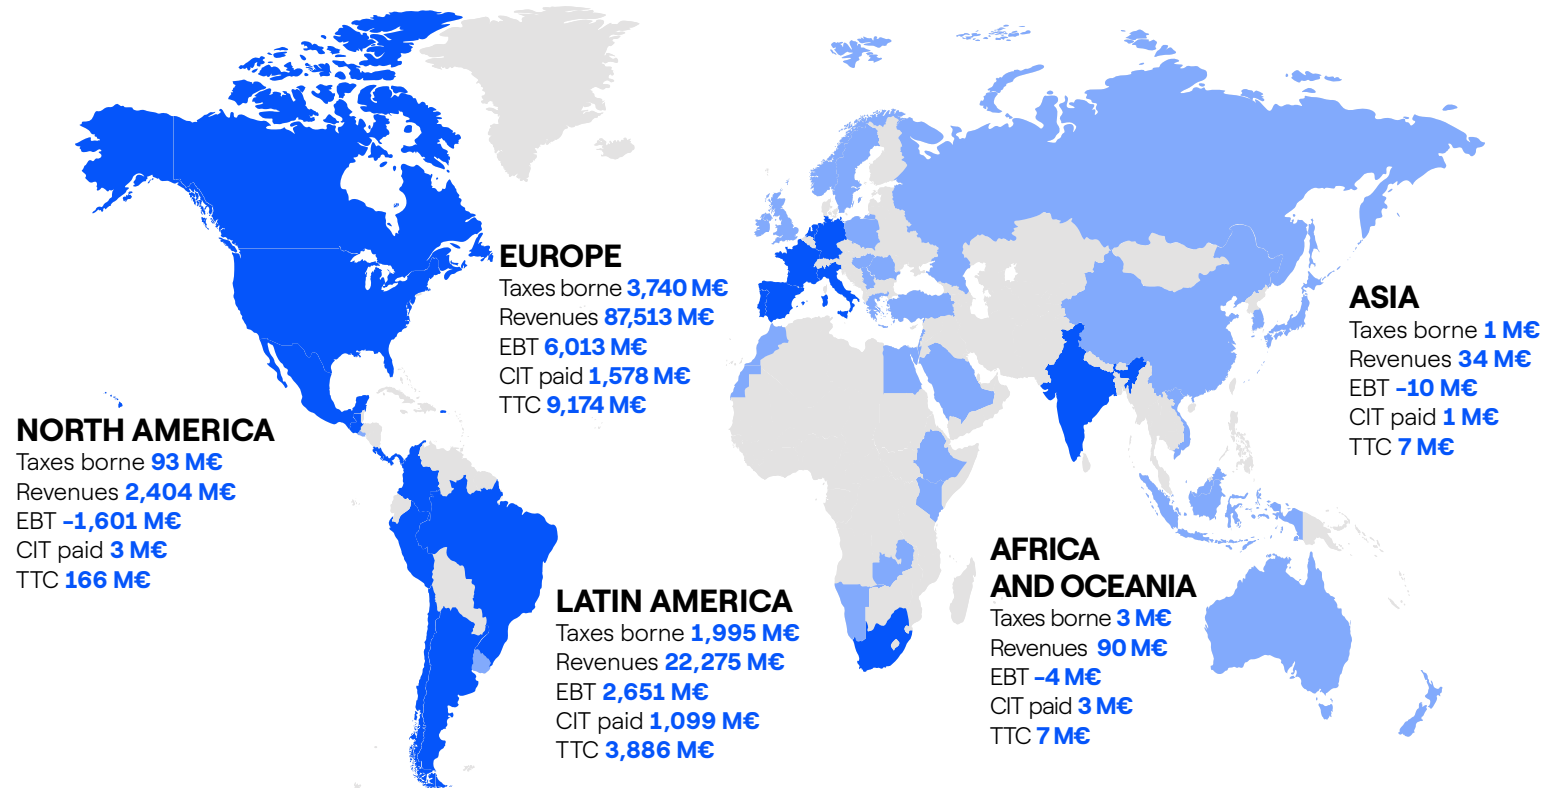 EUROPE
Taxes borne 3,740 M€
Revenues 87,513 M€
EBT 6,013 M€
CIT paid 1,578 M€
TTC 9,174 M€
ASIA
Taxes borne 1 M€
Revenues 34 M€
EBT -10 M€
CIT paid 1 M€
TTC 7 M€
NORTH AMERICA
Taxes borne 93 M€
Revenues 2,404 M€
EBT -1,601 M€
CIT paid 3 M€
TTC 166 M€
LATIN AMERICA
Taxes borne 1,995 M€
Revenues 22,275 M€
EBT 2,651 M€
CIT paid 1,099 M€
TTC 3,886 M€
AFRICA
AND OCEANIA
Taxes borne 3 M€
Revenues 90 M€
EBT -4 M€
CIT paid 3 M€
TTC 7 M€